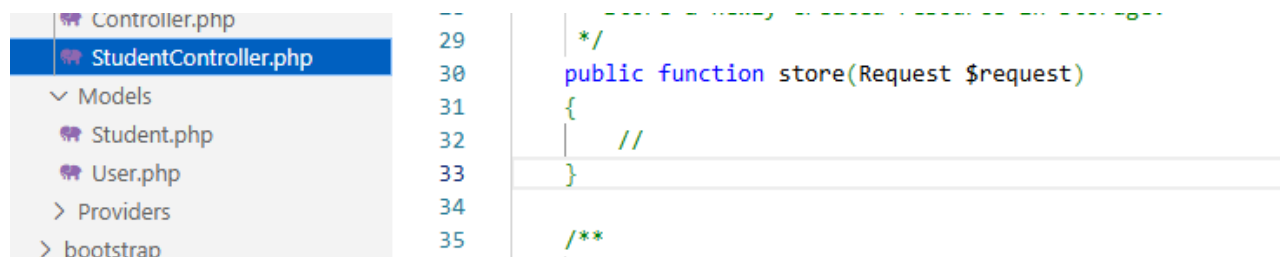 Controller.php
StudentController.php
Models
Student.php
User.php
Providers
bootstrap
29 */
30 public function store(Request $request)
31 {
32 //
33 }
34
35 /**